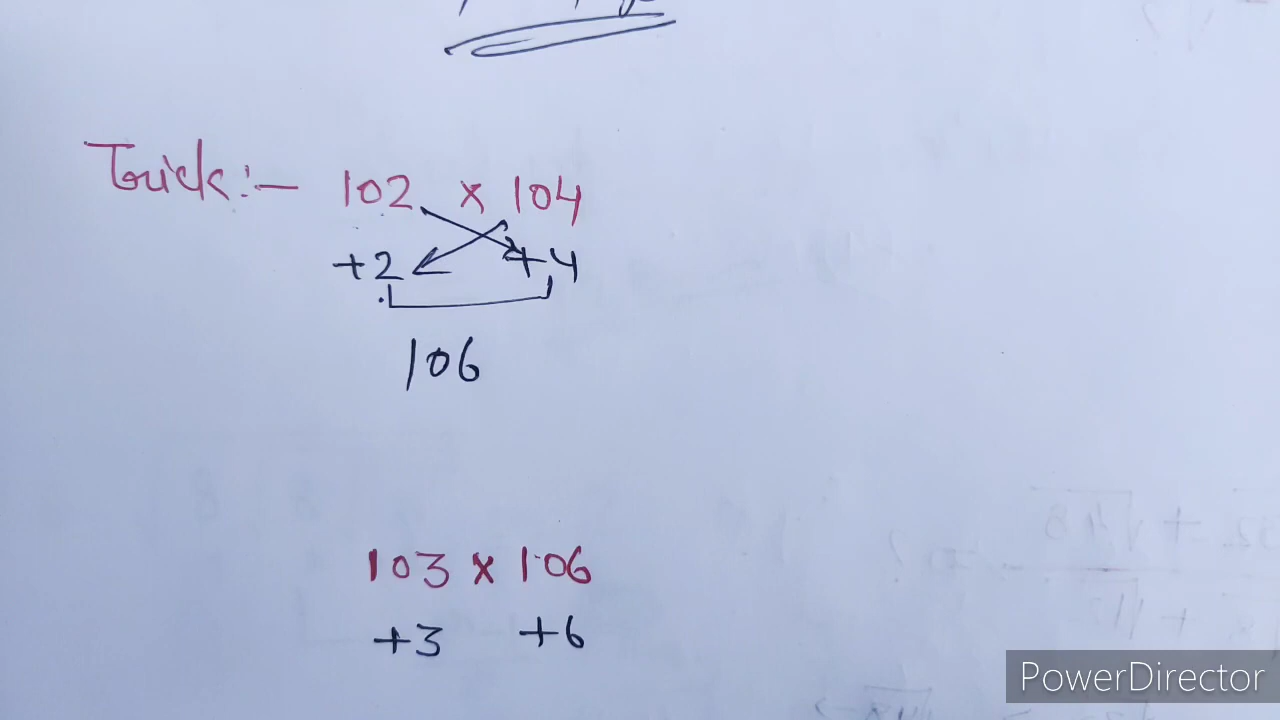 Trick:- 102 x 104
+2 +4
106
103 x 106
+3 +6
PowerDirector